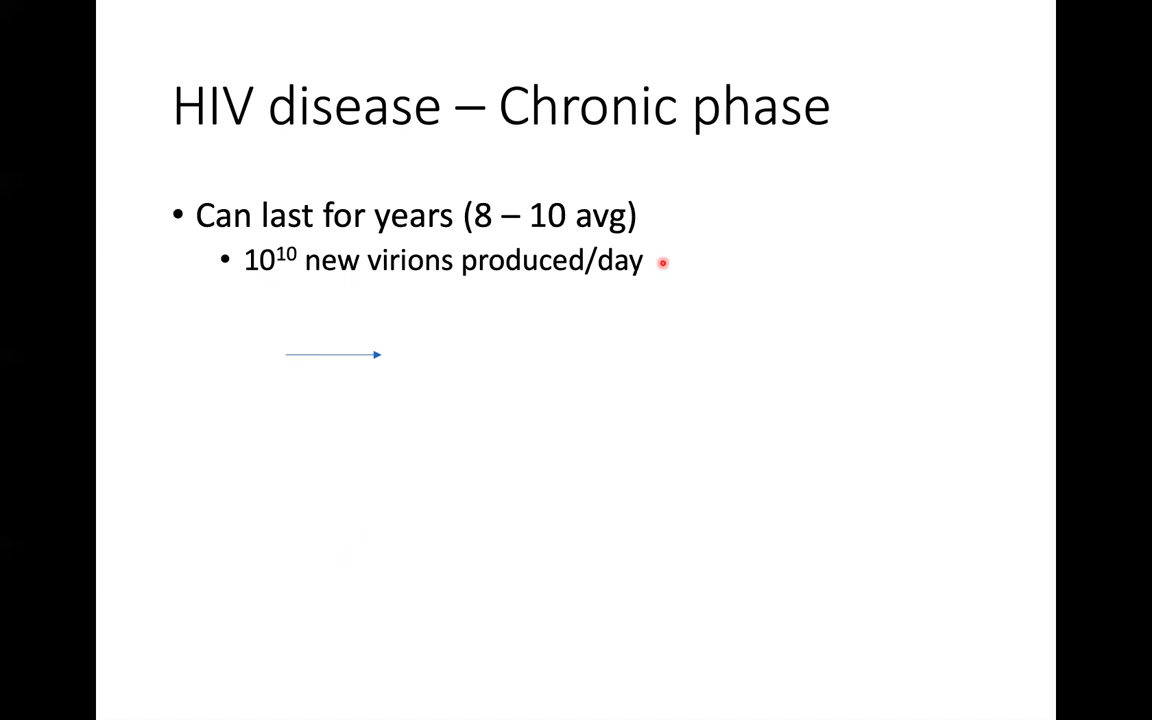 HIV disease – Chronic phase
• Can last for years (8 – 10 avg)
• 10¹⁰ new virions produced/day